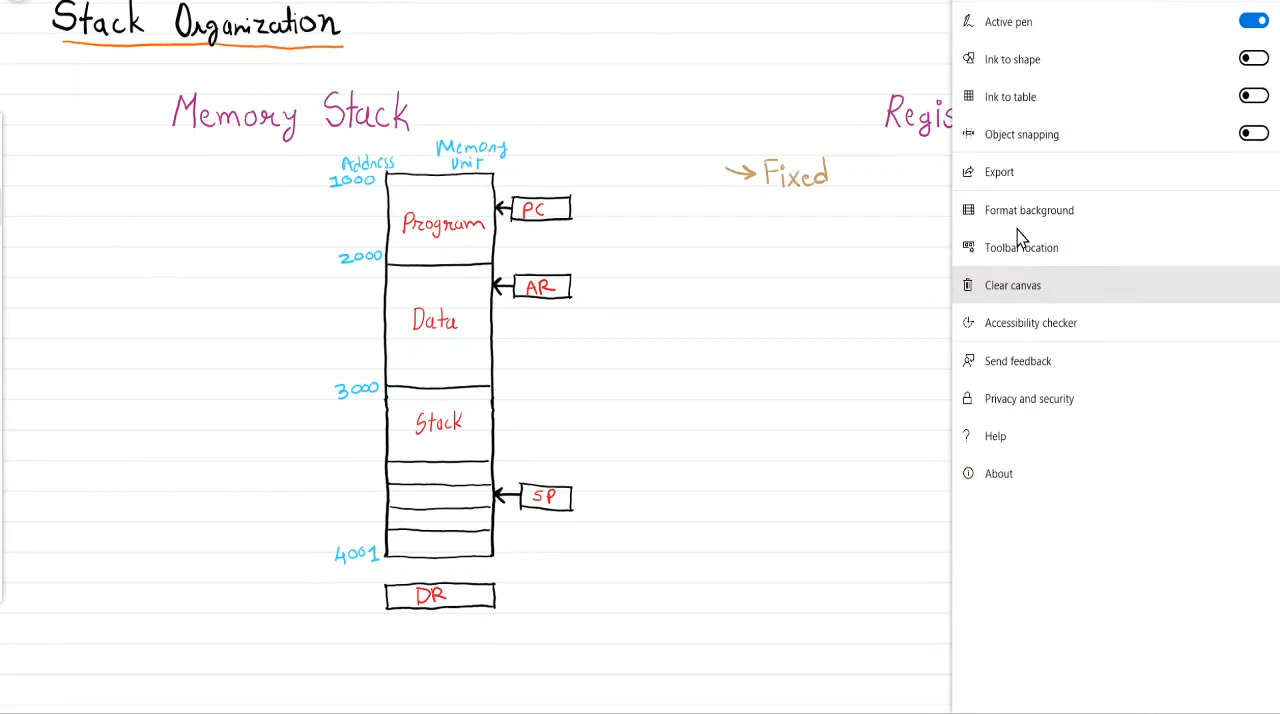 Stack Organization
Memory Stack
Regis
Address
Memory
Unit
1000
Program
PC
→ Fixed
2000
AR
Data
3000
Stack
SP
4001
DR
Active pen
Ink to shape
Ink to table
Object snapping
Export
Format background
Toolbar location
Clear canvas
Accessibility checker
Send feedback
Privacy and security
? Help
About